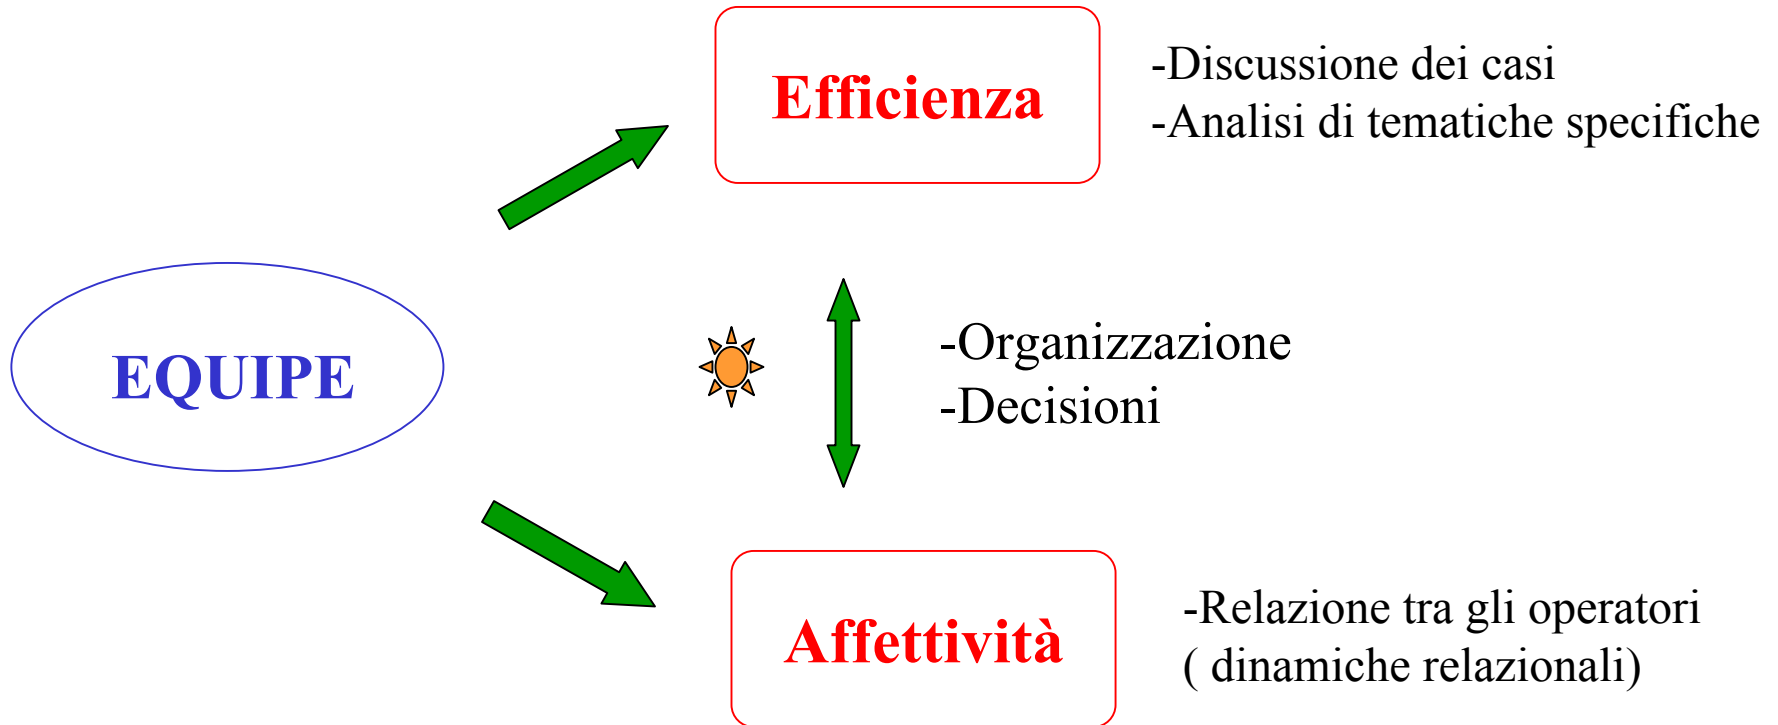 Efficienza
-Discussione dei casi
-Analisi di tematiche specifiche
EQUIPE
-Organizzazione
-Decisioni
Affettività
-Relazione tra gli operatori
( dinamiche relazionali)